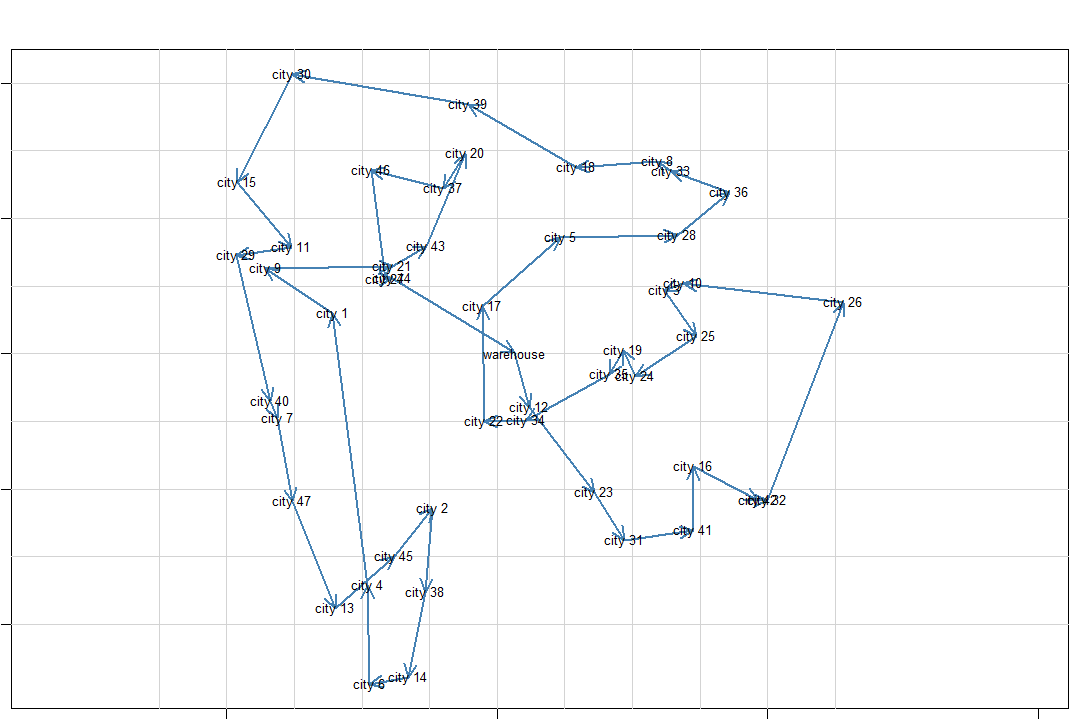 city 30
city 39
city 20
city 8
city 18
city 46
city 33
city 15
city 37
city 36
city 28
city 5
city 43
city 11
city 29
city 21
city 9
city 44
city 10
city 3
city 26
city 17
city 1
city 25
city 19
warehouse
city 35
city 24
city 40
city 12
city 7
city 22
city 34
city 16
city 23
city 32
city 47
city 2
city 41
city 31
city 45
city 4
city 38
city 13
city 14
city 6